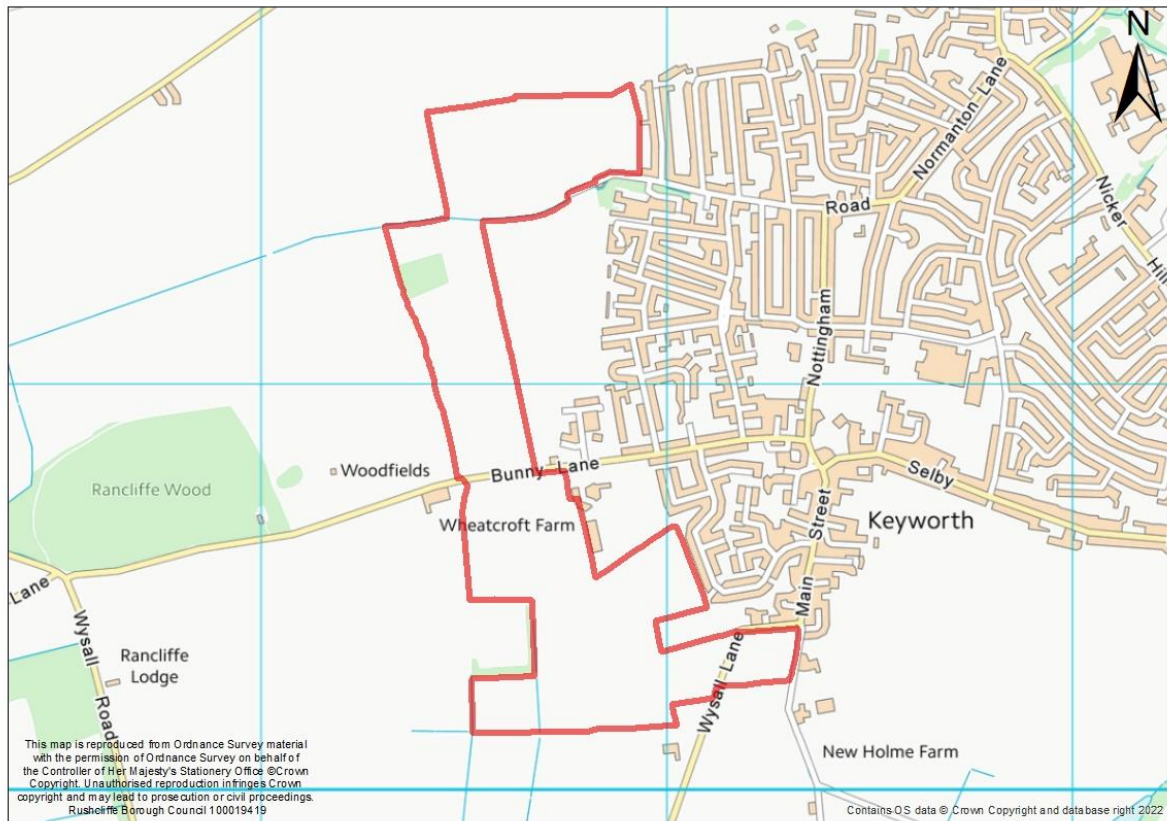 N
Normanton Lane
Nicker
Hill
Road
Nottingham
Woodfields
Bunny Lane
Selby
Rancliffe Wood
Wheatcroft Farm
Street
Keyworth
Main
Lane
Wysall
Road
Rancliffe
Lodge
Wysall Lane
New Holme Farm
This map is reproduced from Ordnance Survey material
with the permission of Ordnance Survey on behalf of
the Controller of Her Majesty's Stationery Office ©Crown
Copyright. Unauthorised reproduction infringes Crown
copyright and may lead to prosecution or civil proceedings.
Rushcliffe Borough Council 100019419
Contains OS data © Crown Copyright and database right 2022